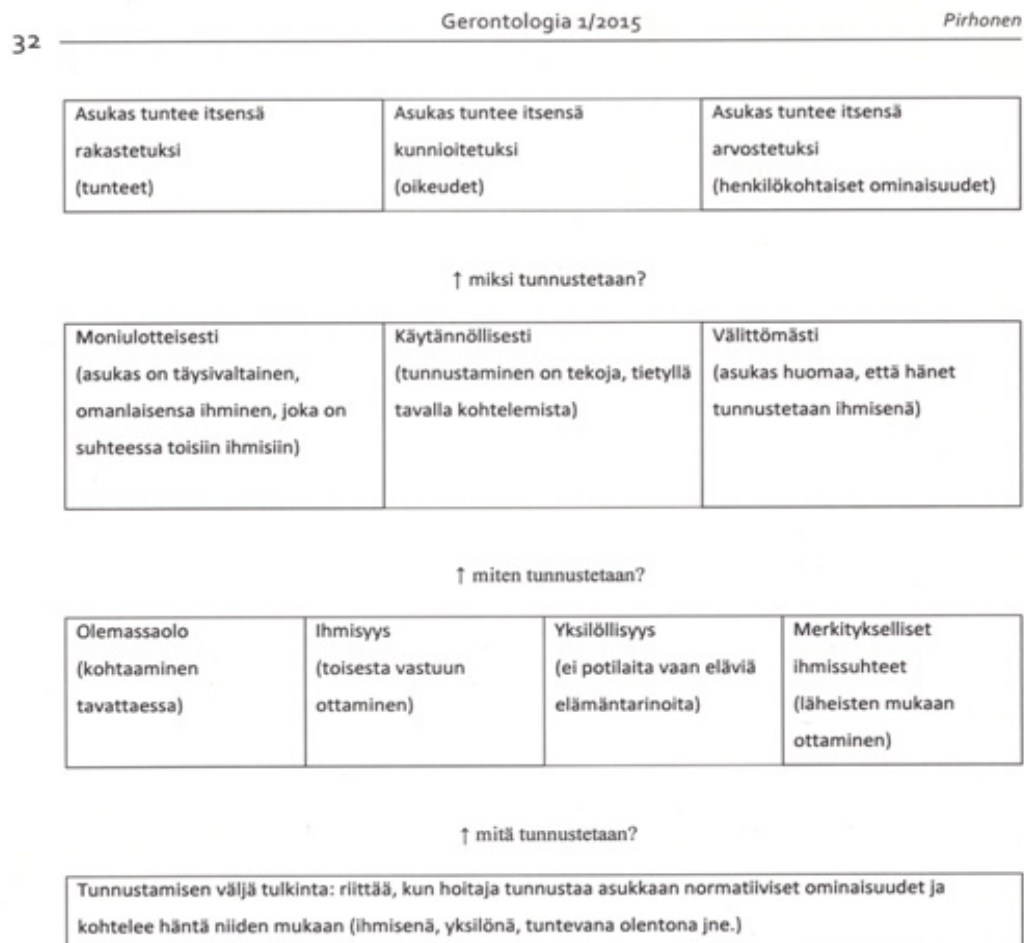 Gerontologia 1/2015
Pirhonen
32
Asukas tuntee itsensä
rakastetuksi
(tunteet)
Asukas tuntee itsensä
kunnioitetuksi
(oikeudet)
Asukas tuntee itsensä
arvostetuksi
(henkilökohtaiset ominaisuudet)
↑ miksi tunnustetaan?
Moniulotteisesti
(asukas on täysivaltainen,
omanlaisensa ihminen, joka on
suhteessa toisiin ihmisiin)
Käytännöllisesti
(tunnustaminen on tekoja, tietyllä
tavalla kohtelemista)
Välittömästi
(asukas huomaa, että hänet
tunnustetaan ihmisenä)
↑ miten tunnustetaan?
Olemassaolo
(kohtaaminen
tavattaessa)
Ihmisyys
(toisesta vastuun
ottaminen)
Yksilöllisyys
(ei potilaita vaan eläviä
elämäntarinoita)
Merkitykselliset
ihmissuhteet
(läheisten mukaan
ottaminen)
↑ mitä tunnustetaan?
Tunnustamisen väljä tulkinta: riittää, kun hoitaja tunnustaa asukkaan normatiiviset ominaisuudet ja
kohtelee häntä niiden mukaan (ihmisenä, yksilönä, tuntevana olentona jne.)